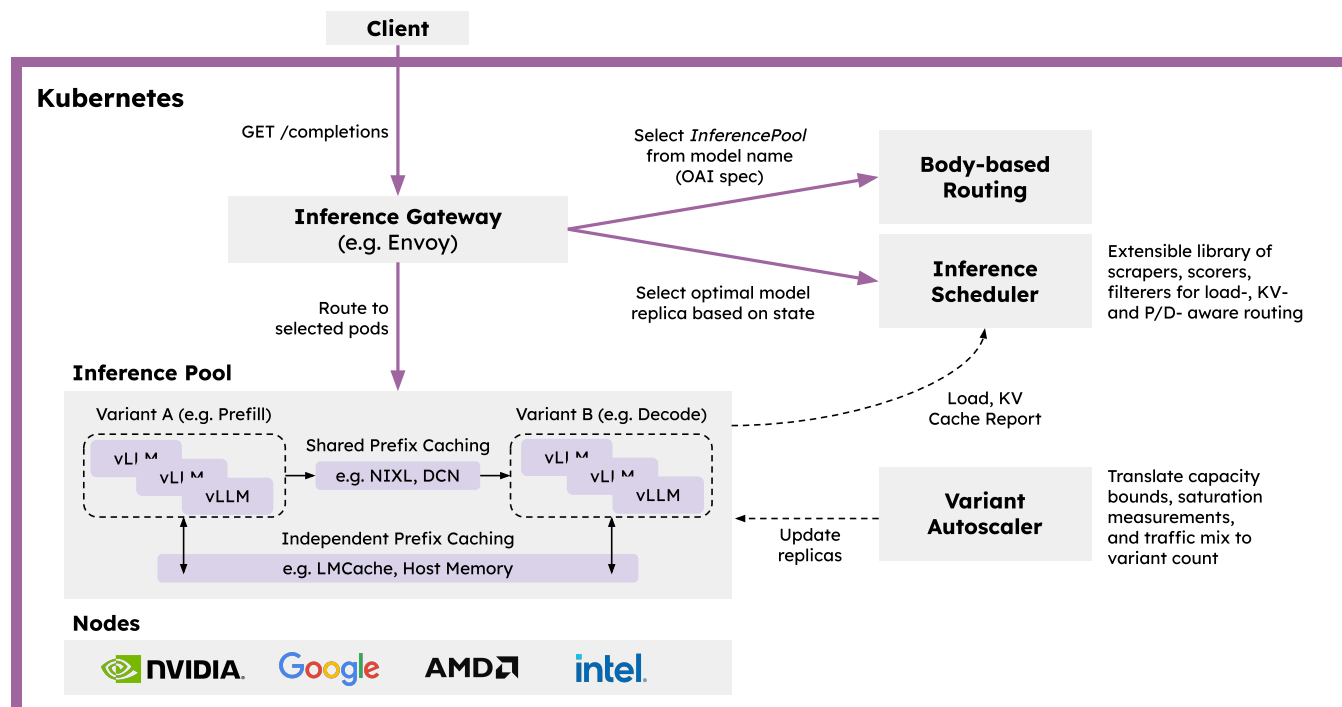 Client
Kubernetes
GET /completions
Select InferencePool
from model name
(OAI spec)
Body-based
Routing
Inference Gateway
(e.g. Envoy)
Inference
Scheduler
Extensible library of
scrapers, scorers,
filterers for load-, KV-
and P/D- aware routing
Select optimal model
replica based on state
Route to
selected pods
Inference Pool
Variant A (e.g. Prefill)
Variant B (e.g. Decode)
Load, KV
Cache Report
Shared Prefix Caching
vLLM
vLLM
vLLM
e.g. NIXL, DCN
vLLM
vLLM
vLLM
Variant
Autoscaler
Translate capacity
bounds, saturation
measurements,
and traffic mix to
variant count
Update
replicas
Independent Prefix Caching
e.g. LMCache, Host Memory
Nodes
NVIDIA.
Google
AMD
intel.